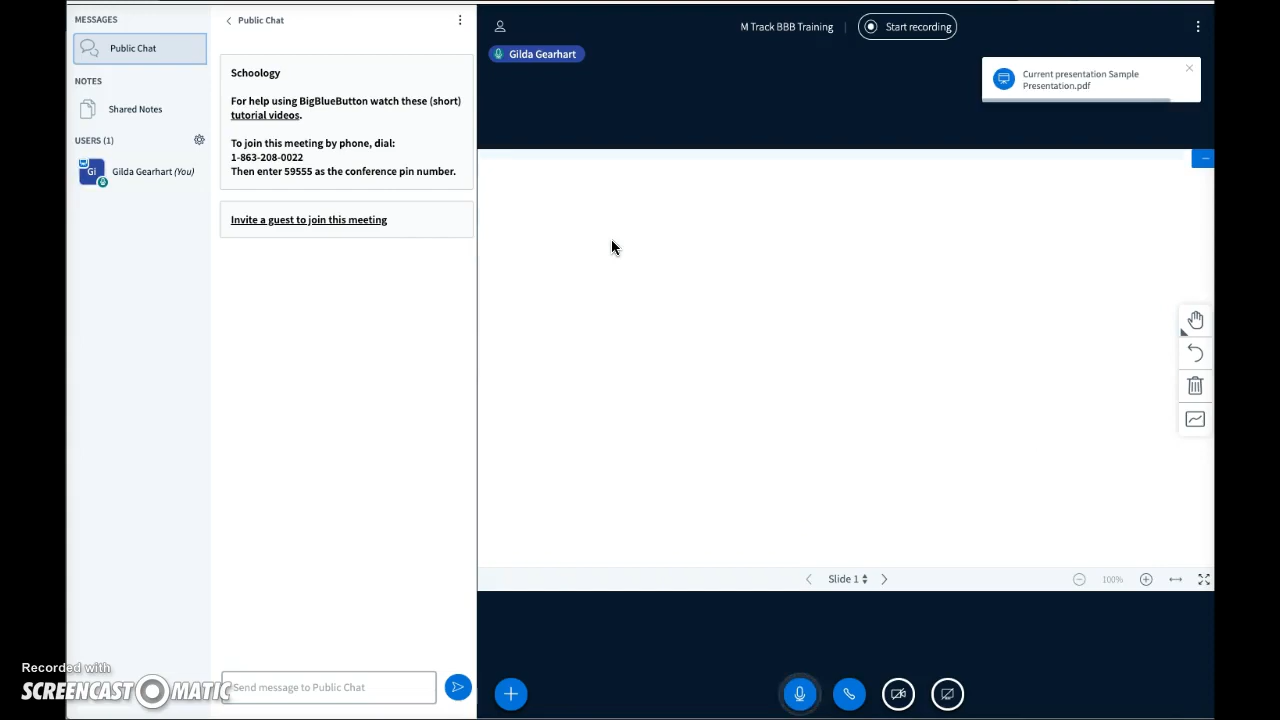 MESSAGES
Public Chat
NOTES
Shared Notes
USERS (1)
Gi
Gilda Gearhart (You)
Public Chat
Schoology
For help using BigBlueButton watch these (short)
tutorial videos.
To join this meeting by phone, dial:
1-863-208-0022
Then enter 59555 as the conference pin number.
Invite a guest to join this meeting
Send message to Public Chat
M Track BBB Training
Start recording
Gilda Gearhart
Current presentation Sample
Presentation.pdf
Slide 1
100%
Recorded with
SCREENCAST MATIC